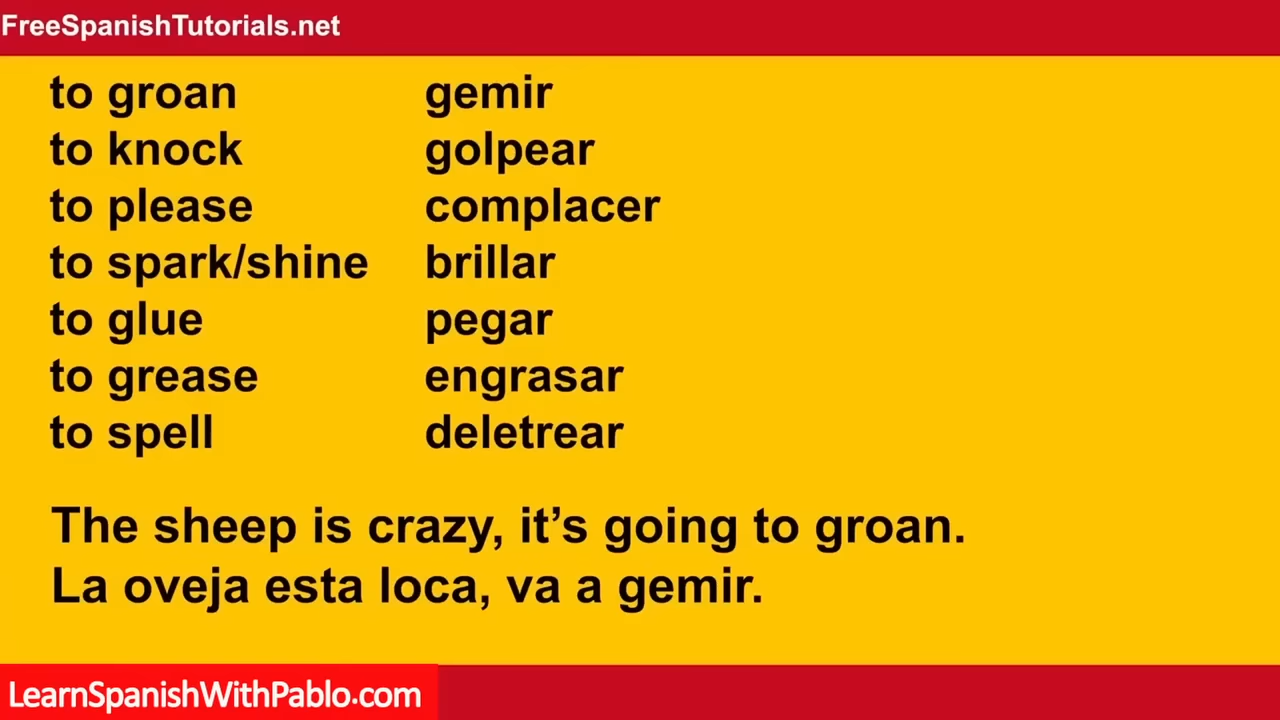 FreeSpanishTutorials.net
to groan gemir
to knock golpear
to please complacer
to spark/shine brillar
to glue pegar
to grease engrasar
to spell deletrear
The sheep is crazy, it’s going to groan.
La oveja esta loca, va a gemir.
LearnSpanishWithPablo.com